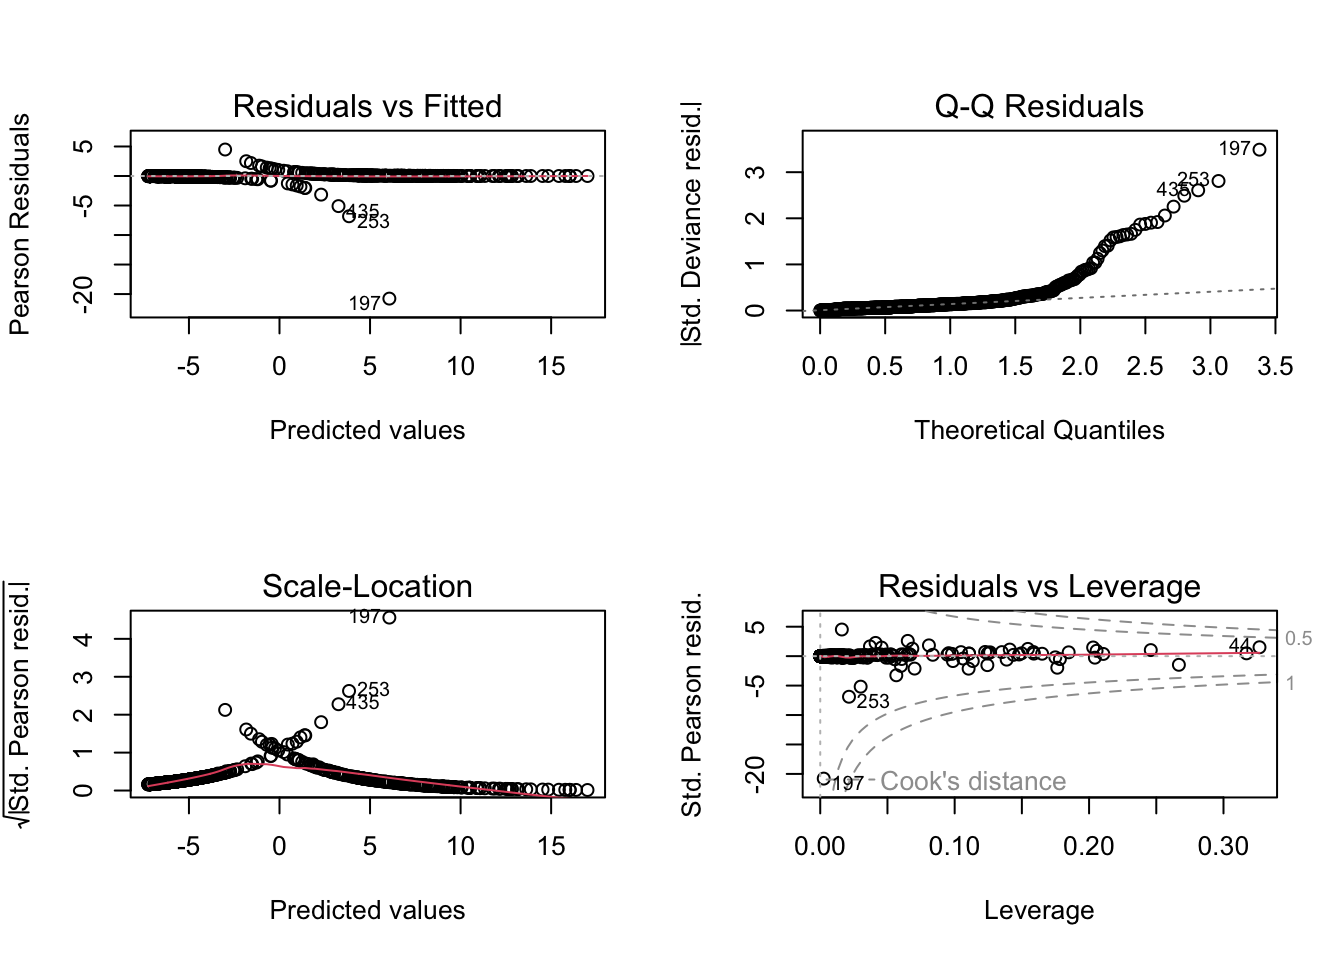 Residuals vs Fitted
Pearson Residuals
5
-5
-20
435
253
197
-5 0 5 10 15
Predicted values
Q-Q Residuals
|Std. Deviance resid.|
3
2
1
0
197
253
435
0.0 0.5 1.0 1.5 2.0 2.5 3.0 3.5
Theoretical Quantiles
Scale-Location
√|Std. Pearson resid.|
4
3
2
1
0
197
253
435
-5 0 5 10 15
Predicted values
Residuals vs Leverage
Std. Pearson resid.
5
-5
-20
44
0.5
1
253
197
Cook's distance
0.00 0.10 0.20 0.30
Leverage